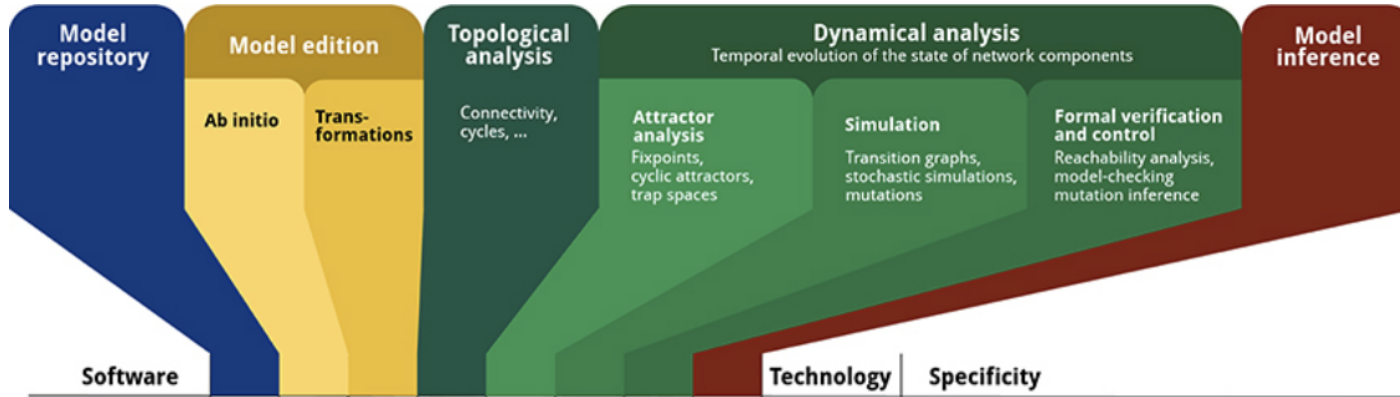 Model
repository
Model edition
Ab initio
Trans-
formations
Topological
analysis
Connectivity,
cycles, ...
Dynamical analysis
Temporal evolution of the state of network components
Attractor
analysis
Fixpoints,
cyclic attractors,
trap spaces
Simulation
Transition graphs,
stochastic simulations,
mutations
Formal verification
and control
Reachability analysis,
model-checking
mutation inference
Model
inference
Software
Technology
Specificity